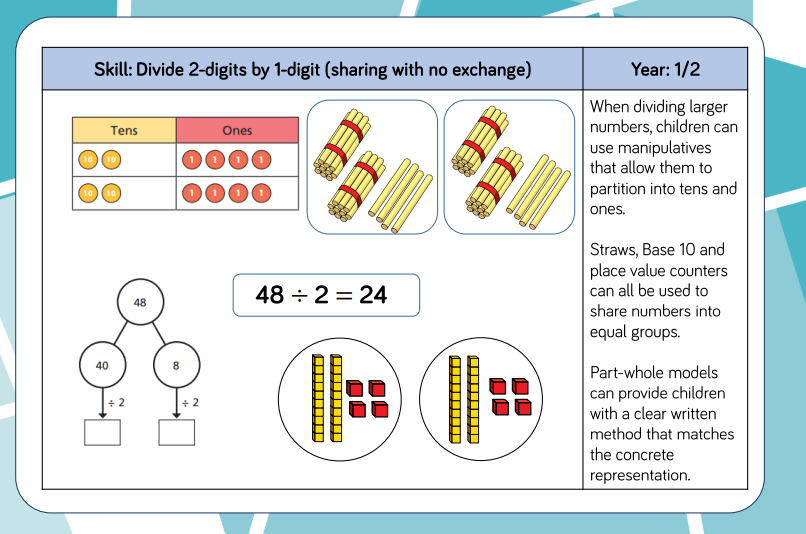 Skill: Divide 2-digits by 1-digit (sharing with no exchange)
Year: 1/2
Tens Ones
10 10 1 1 1 1
10 10 1 1 1 1
48 ÷ 2 = 24
48
40 8
÷ 2 ÷ 2
When dividing larger
numbers, children can
use manipulatives
that allow them to
partition into tens and
ones.
Straws, Base 10 and
place value counters
can all be used to
share numbers into
equal groups.
Part-whole models
can provide children
with a clear written
method that matches
the concrete
representation.